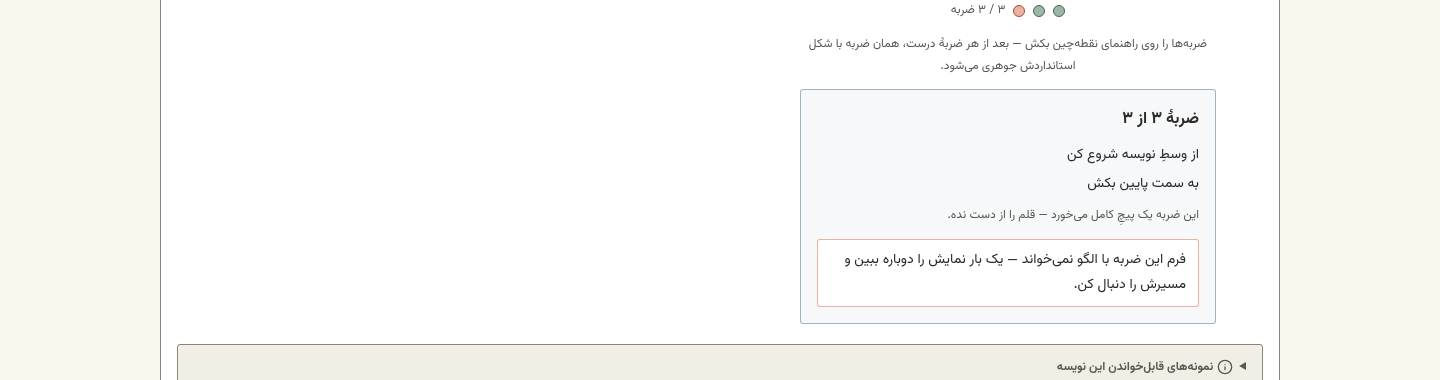 ۳ / ۳ ضربه
ضربه‌ها را روی راهنمای نقطه‌چین بکش — بعد از هر ضربهٔ درست، همان ضربه با شکل
استانداردش جوهری می‌شود.
ضربهٔ ۳ از ۳
از وسطِ نویسه شروع کن
به سمت پایین بکش
این ضربه یک پیچِ کامل می‌خورد — قلم را از دست نده.
فرم این ضربه با الگو نمی‌خواند — یک بار نمایش را دوباره ببین و
مسیرش را دنبال کن.
نمونه‌های قابل‌خواندن این نویسه